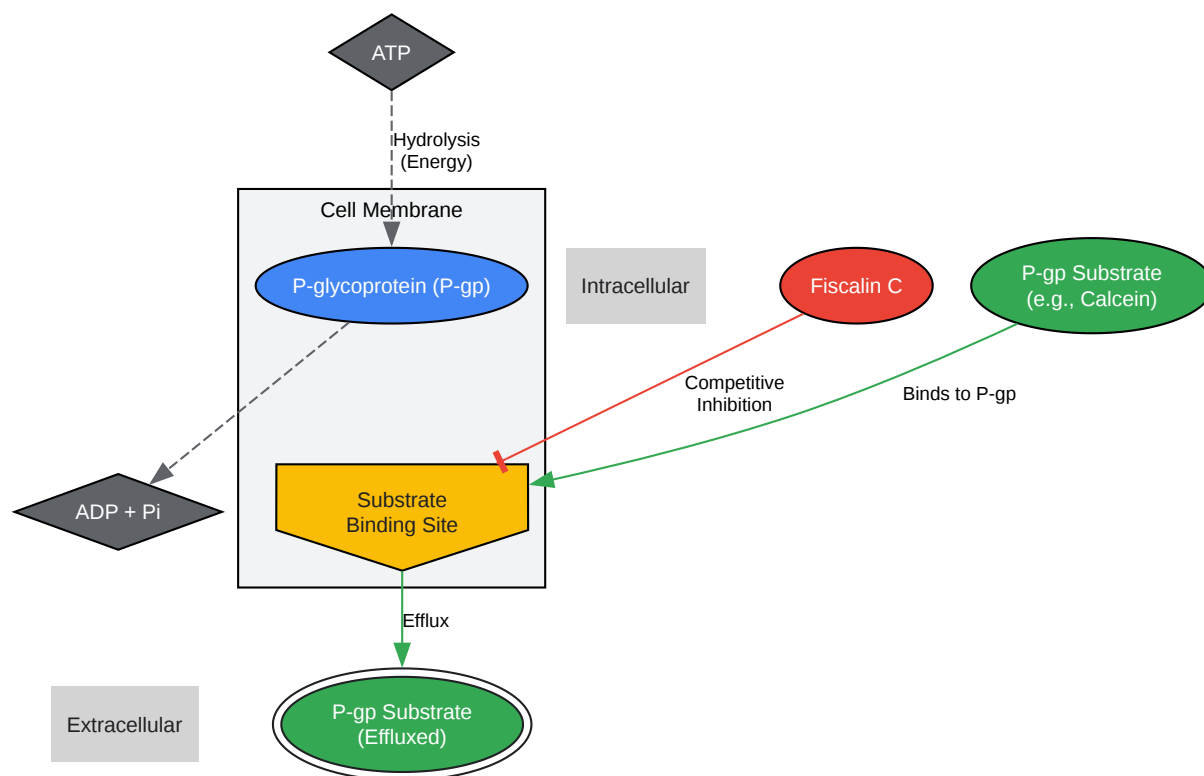 ATP
Hydrolysis
(Energy)
Cell Membrane
P-glycoprotein (P-gp)
Intracellular
Fiscalin C
P-gp Substrate
(e.g., Calcein)
Competitive
Inhibition
Binds to P-gp
ADP + Pi
Substrate
Binding Site
Efflux
Extracellular
P-gp Substrate
(Effluxed)